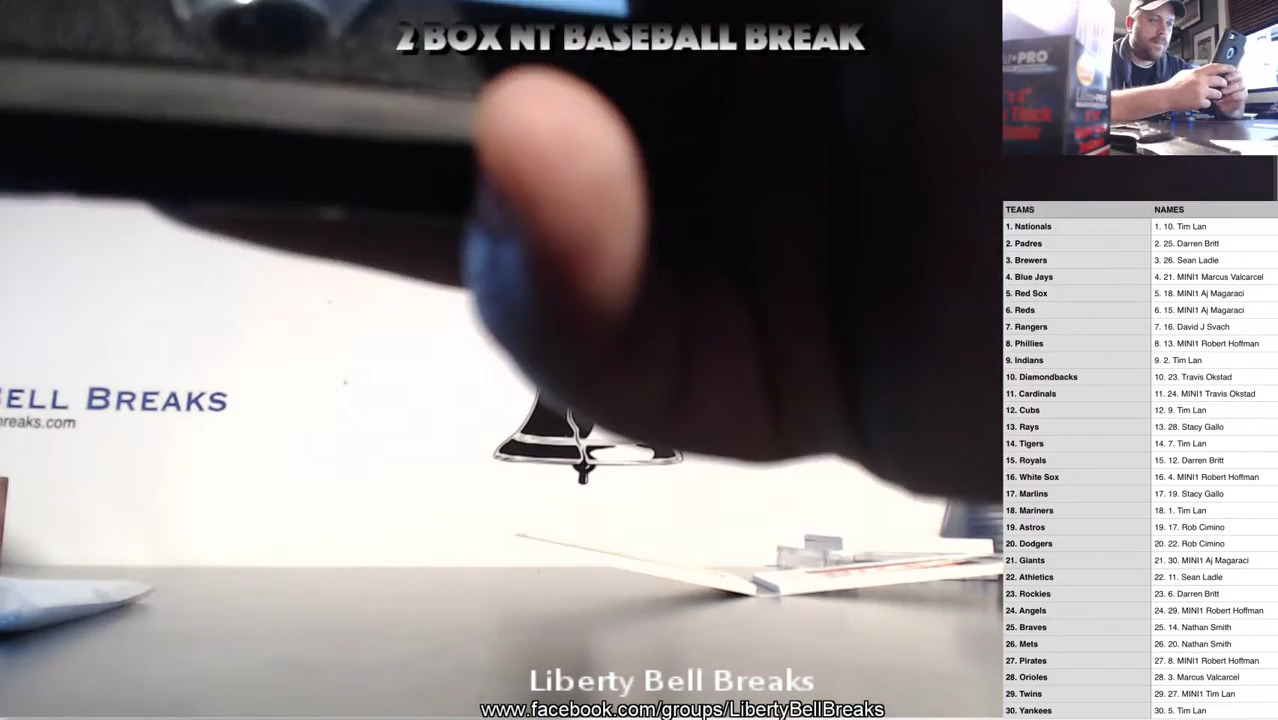 2 BOX NT BASEBALL BREAK
PRO
ELL BREAKS
reaks.com
TEAMS NAMES
1. Nationals 1. 10. Tim Lan
2. Padres 2. 25. Darren Britt
3. Brewers 3. 26. Sean Ladle
4. Blue Jays 4. 21. MINI1 Marcus Valcarcel
5. Red Sox 5. 18. MINI1 Aj Magaraci
6. Reds 6. 15. MINI1 Aj Magaraci
7. Rangers 7. 16. David J Svach
8. Phillies 8. 13. MINI1 Robert Hoffman
9. Indians 9. 2. Tim Lan
10. Diamondbacks 10. 23. Travis Okstad
11. Cardinals 11. 24. MINI1 Travis Okstad
12. Cubs 12. 9. Tim Lan
13. Rays 13. 28. Stacy Gallo
14. Tigers 14. 7. Tim Lan
15. Royals 15. 12. Darren Britt
16. White Sox 16. 4. MINI1 Robert Hoffman
17. Marlins 17. 19. Stacy Gallo
18. Mariners 18. 1. Tim Lan
19. Astros 19. 17. Rob Cimino
20. Dodgers 20. 22. Rob Cimino
21. Giants 21. 30. MINI1 Aj Magaraci
22. Athletics 22. 11. Sean Ladle
23. Rockies 23. 6. Darren Britt
24. Angels 24. 29. MINI1 Robert Hoffman
25. Braves 25. 14. Nathan Smith
26. Mets 26. 20. Nathan Smith
27. Pirates 27. 8. MINI1 Robert Hoffman
28. Orioles 28. 3. Marcus Valcarcel
29. Twins 29. 27. MINI1 Tim Lan
30. Yankees 30. 5. Tim Lan
Liberty Bell Breaks
www.facebook.com/groups/LibertyBellBreaks